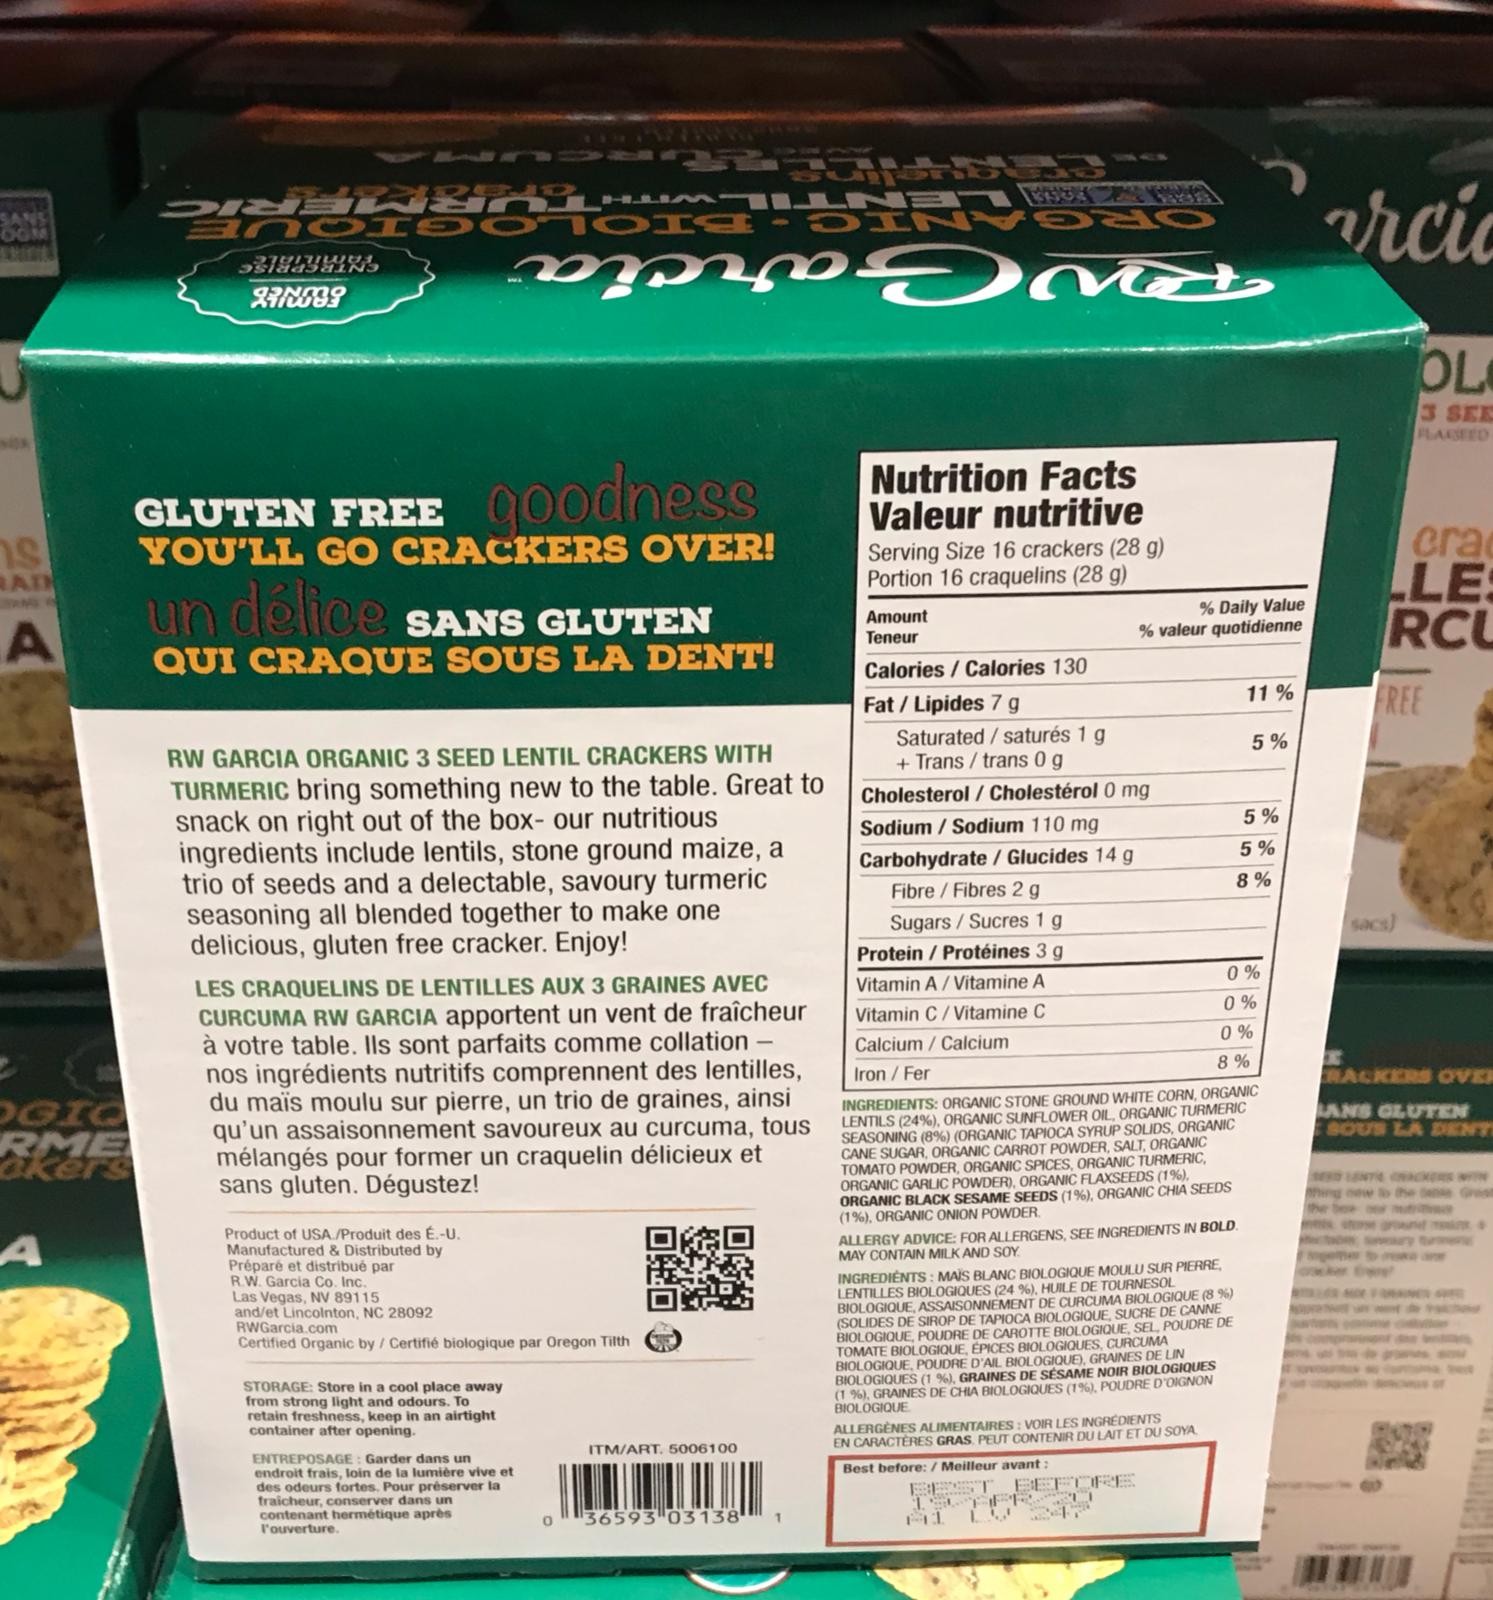 RW Garcia™
FAMILY
OWNED
ENTREPRISE
FAMILIALE
ORGANIC • BIOLOGIQUE
LENTIL WITH TURMERIC
crackers
craquelins
DE LENTILLES
AVEC CURCUMA
GLUTEN FREE goodness
YOU'LL GO CRACKERS OVER!
un délice SANS GLUTEN
QUI CRAQUE SOUS LA DENT!
RW GARCIA ORGANIC 3 SEED LENTIL CRACKERS WITH
TURMERIC bring something new to the table. Great to
snack on right out of the box- our nutritious
ingredients include lentils, stone ground maize, a
trio of seeds and a delectable, savoury turmeric
seasoning all blended together to make one
delicious, gluten free cracker. Enjoy!
LES CRAQUELINS DE LENTILLES AUX 3 GRAINES AVEC
CURCUMA RW GARCIA apportent un vent de fraîcheur
à votre table. Ils sont parfaits comme collation –
nos ingrédients nutritifs comprennent des lentilles,
du maïs moulu sur pierre, un trio de graines, ainsi
qu'un assaisonnement savoureux au curcuma, tous
mélangés pour former un craquelin délicieux et
sans gluten. Dégustez!
Product of USA./Produit des É.-U.
Manufactured & Distributed by
Préparé et distribué par
R.W. Garcia Co. Inc.
Las Vegas, NV 89115
and/et Lincolnton, NC 28092
RWGarcia.com
Certified Organic by / Certifié biologique par Oregon Tilth
STORAGE: Store in a cool place away
from strong light and odours. To
retain freshness, keep in an airtight
container after opening.
ENTREPOSAGE : Garder dans un
endroit frais, loin de la lumière vive et
des odeurs fortes. Pour préserver la
fraîcheur, conserver dans un
contenant hermétique après
l'ouverture.
ITM/ART. 5006100
0 36593 03138 1
Nutrition Facts
Valeur nutritive
Serving Size 16 crackers (28 g)
Portion 16 craquelins (28 g)
Amount % Daily Value
Teneur % valeur quotidienne
Calories / Calories 130
Fat / Lipides 7 g 11 %
Saturated / saturés 1 g 5 %
+ Trans / trans 0 g
Cholesterol / Cholestérol 0 mg
Sodium / Sodium 110 mg 5 %
Carbohydrate / Glucides 14 g 5 %
Fibre / Fibres 2 g 8 %
Sugars / Sucres 1 g
Protein / Protéines 3 g
Vitamin A / Vitamine A 0 %
Vitamin C / Vitamine C 0 %
Calcium / Calcium 0 %
Iron / Fer 8 %
INGREDIENTS: ORGANIC STONE GROUND WHITE CORN, ORGANIC
LENTILS (24%), ORGANIC SUNFLOWER OIL, ORGANIC TURMERIC
SEASONING (8%) (ORGANIC TAPIOCA SYRUP SOLIDS, ORGANIC
CANE SUGAR, ORGANIC CARROT POWDER, SALT, ORGANIC
TOMATO POWDER, ORGANIC SPICES, ORGANIC TURMERIC,
ORGANIC GARLIC POWDER), ORGANIC FLAXSEEDS (1%),
ORGANIC BLACK SESAME SEEDS (1%), ORGANIC CHIA SEEDS
(1%), ORGANIC ONION POWDER.
ALLERGY ADVICE: FOR ALLERGENS, SEE INGREDIENTS IN BOLD.
MAY CONTAIN MILK AND SOY.
INGREDIÉNTS : MAÏS BLANC BIOLOGIQUE MOULU SUR PIERRE,
LENTILLES BIOLOGIQUES (24 %), HUILE DE TOURNESOL
BIOLOGIQUE, ASSAISONNEMENT DE CURCUMA BIOLOGIQUE (8 %)
(SOLIDES DE SIROP DE TAPIOCA BIOLOGIQUE, SUCRE DE CANNE
BIOLOGIQUE, POUDRE DE CAROTTE BIOLOGIQUE, SEL, POUDRE DE
TOMATE BIOLOGIQUE, ÉPICES BIOLOGIQUES, CURCUMA
BIOLOGIQUE, POUDRE D'AIL BIOLOGIQUE), GRAINES DE LIN
BIOLOGIQUES (1 %), GRAINES DE SÉSAME NOIR BIOLOGIQUES
(1 %), GRAINES DE CHIA BIOLOGIQUES (1%), POUDRE D'OIGNON
BIOLOGIQUE.
ALLERGÈNES ALIMENTAIRES : VOIR LES INGRÉDIENTS
EN CARACTÈRES GRAS. PEUT CONTENIR DU LAIT ET DU SOYA.
Best before: / Meilleur avant :
BEST BEFORE